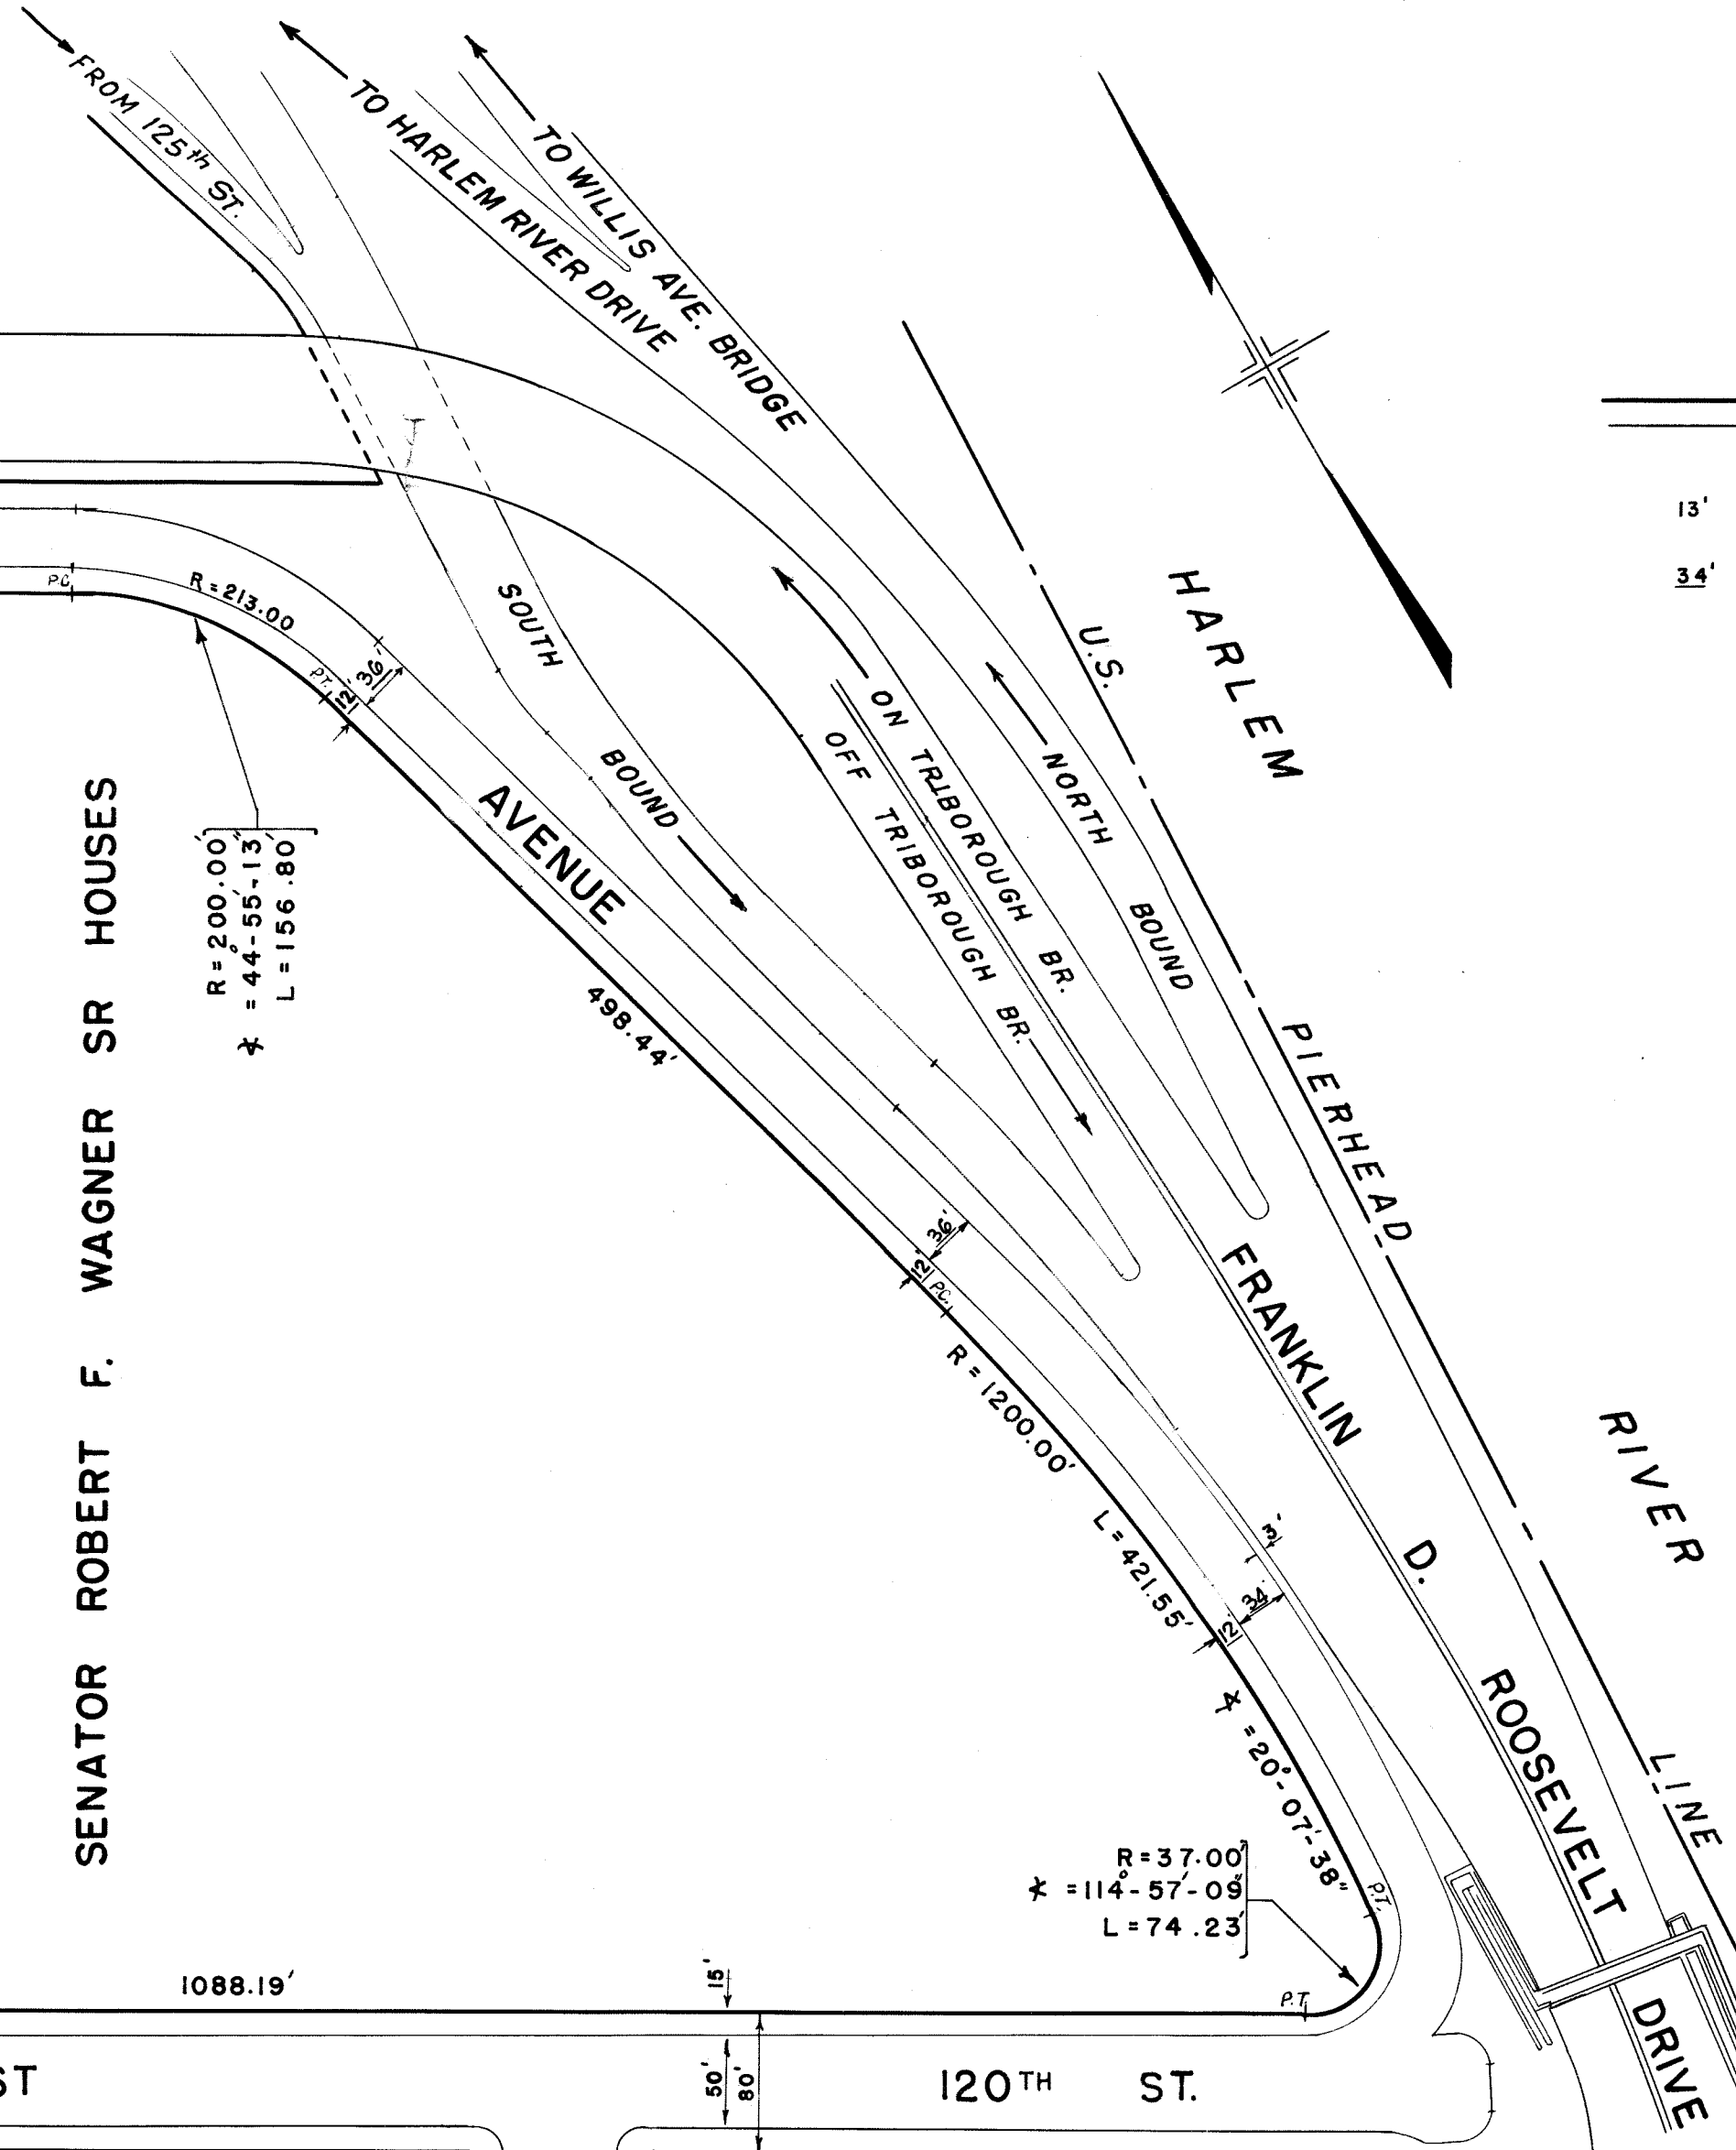 FROM 125th ST.
TO HARLEM RIVER DRIVE
TO WILLIS AVE. BRIDGE
13'
34'
HARLEM
RIVER
U.S.
PIERHEAD
LINE
P.C.
R = 213.00
P.T.
12'
36'
SOUTH
BOUND
ON TRIBOROUGH BR.
OFF TRIBOROUGH BR.
NORTH
BOUND
AVENUE
R = 200.00'
= 44°-55'-13"
L = 156.80'
498.44'
SENATOR ROBERT F. WAGNER SR HOUSES
36'
12'
P.C.
R = 1200.00'
L = 421.55'
= 20°-07'-38"
3'
34'
12'
FRANKLIN
D.
ROOSEVELT
DRIVE
R = 37.00'
= 114°-57'-09"
L = 74.23'
P.T.
P.T.
1088.19'
15'
50'
80'
ST
120TH ST.